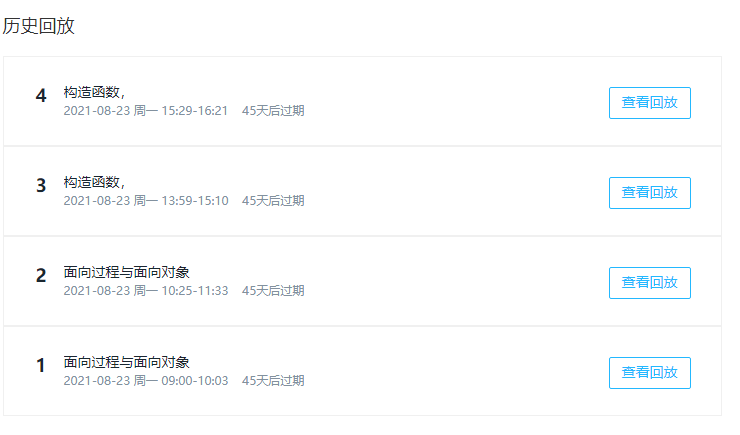 历史回放
4 构造函数，
2021-08-23 周一 15:29-16:21 45天后过期
查看回放
3 构造函数，
2021-08-23 周一 13:59-15:10 45天后过期
查看回放
2 面向过程与面向对象
2021-08-23 周一 10:25-11:33 45天后过期
查看回放
1 面向过程与面向对象
2021-08-23 周一 09:00-10:03 45天后过期
查看回放